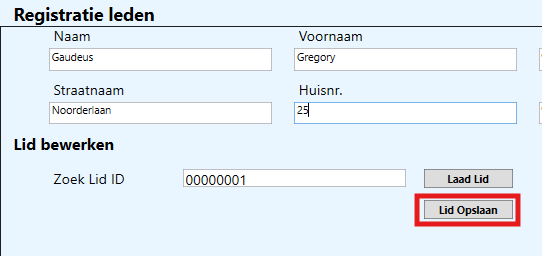 Registratie leden
Naam Voornaam
Gaudeus Gregory
Straatnaam Huisnr.
Noorderlaan 25
Lid bewerken
Zoek Lid ID 00000001 Laad Lid
Lid Opslaan